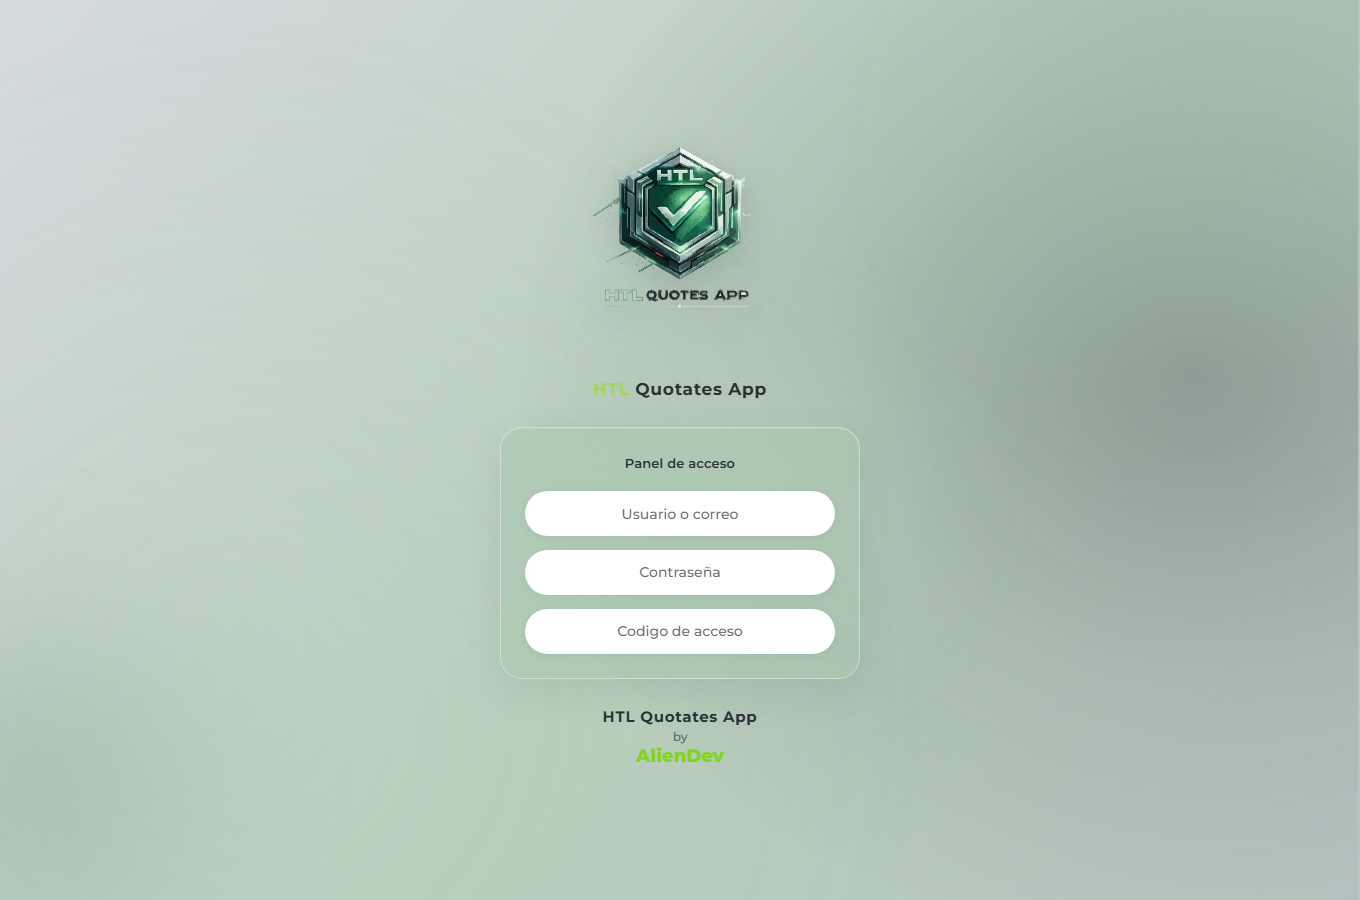 HTL
HTL QUOTES APP
HTL Quotates App
Panel de acceso
Usuario o correo
Contraseña
Codigo de acceso
HTL Quotates App
by
AlienDev